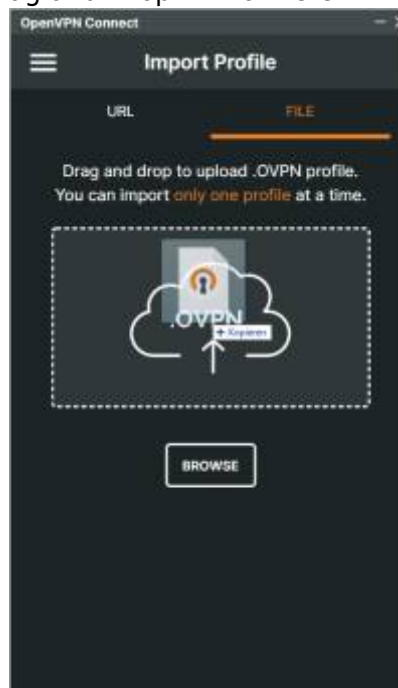 OpenVPN Connect
Import Profile
URL FILE
Drag and drop to upload .OVPN profile.
You can import only one profile at a time.
.OVPN
+ Kopieren
BROWSE